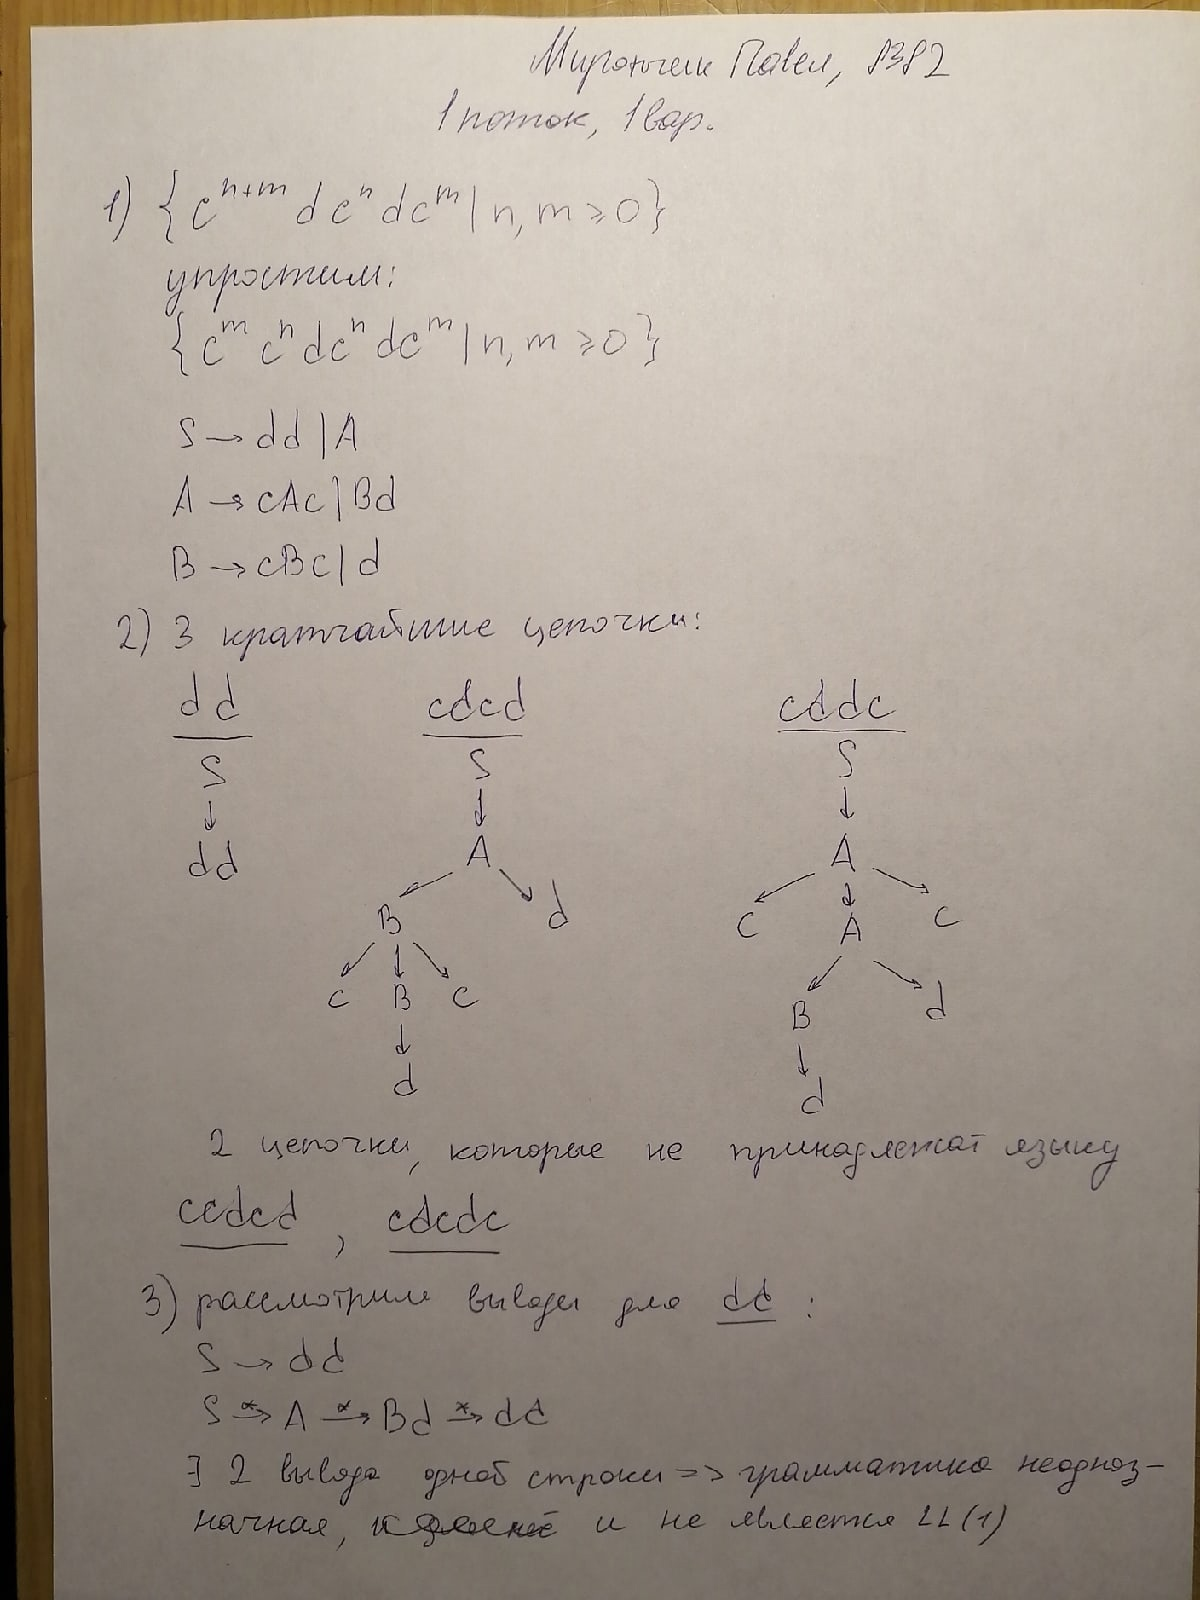 Павел, 8382
1 поток, 1 вар.
1) { c^{n+m} d c^n d c^m | n, m ≥ 0 }
упростим:
{ c^m c^n d c^n d c^m | n, m ≥ 0 }
S → dd | A
A → cAc | Bd
B → cBc | d
2) 3 кратчайшие цепочки:
dd cdcd cddc
S S S
↓ ↓ ↓
dd A A
B d c A c
c B c B d
d d
2 цепочки, которые не принадлежат языку
ccdcd, cdcdc
3) рассмотрим выводы для dd:
S → dd
S ⇒* A ⇒* Bd ⇒* dd
∃ 2 вывода одной строки => грамматика неодноз-
начная, и не является LL(1)